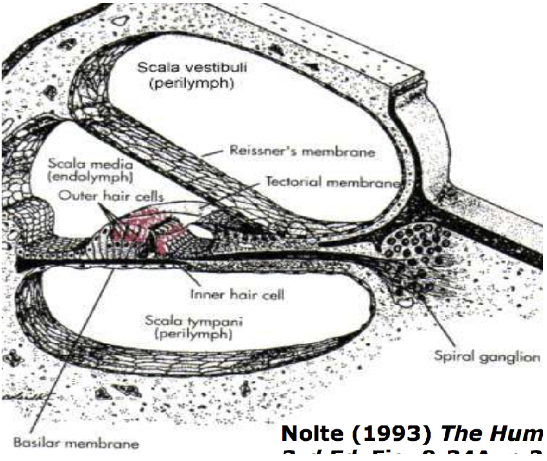 Scala vestibuli
(perilymph)
Reissner's membrane
Scala media
(endolymph)
Tectorial membrane
Outer hair cells
Inner hair cell
Scala tympani
(perilymph)
Spiral ganglion
Basilar membrane
Nolte (1993) The Hum